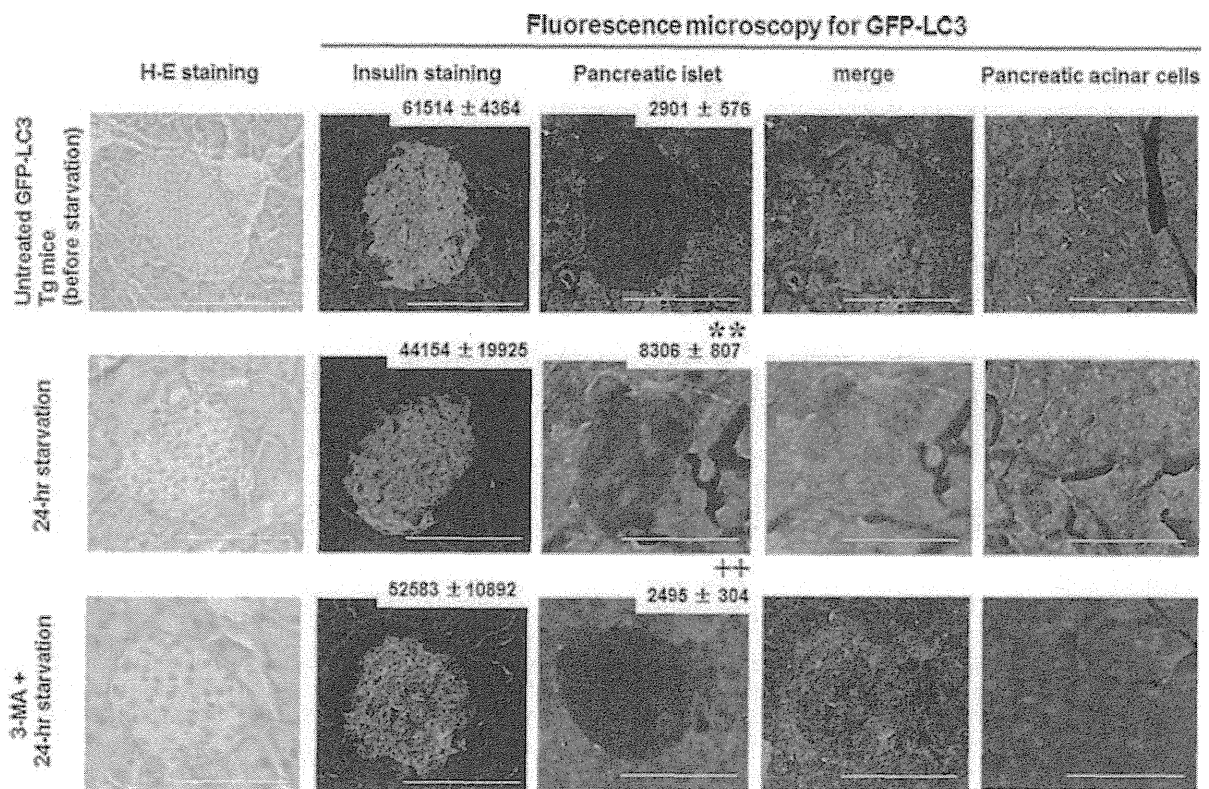 Fluorescence microscopy for GFP-LC3
H-E staining
Insulin staining
Pancreatic islet
merge
Pancreatic acinar cells
Untreated GFP-LC3
Tg mice
(before starvation)
61514 ± 4364
2901 ± 576
24-hr starvation
44154 ± 19925
**
8306 ± 807
3-MA +
24-hr starvation
52583 ± 10892
++
2495 ± 304